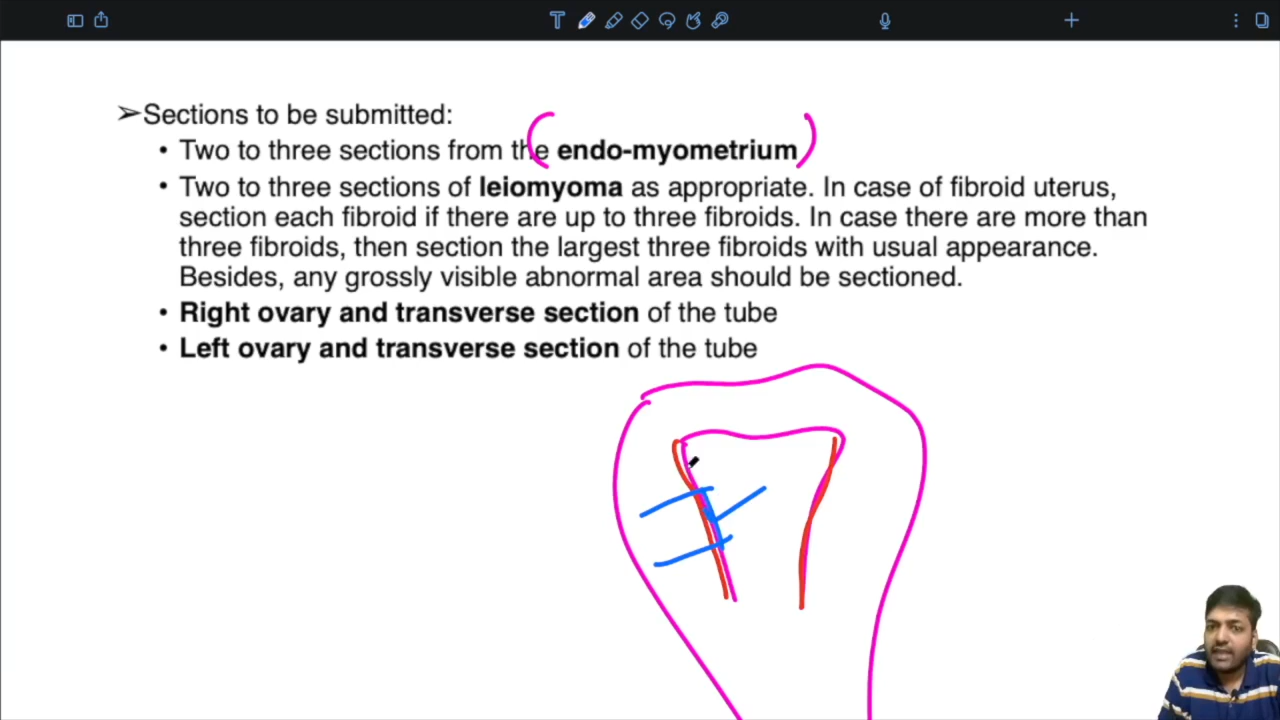 ➢Sections to be submitted:
• Two to three sections from the endo-myometrium
• Two to three sections of leiomyoma as appropriate. In case of fibroid uterus,
section each fibroid if there are up to three fibroids. In case there are more than
three fibroids, then section the largest three fibroids with usual appearance.
Besides, any grossly visible abnormal area should be sectioned.
• Right ovary and transverse section of the tube
• Left ovary and transverse section of the tube